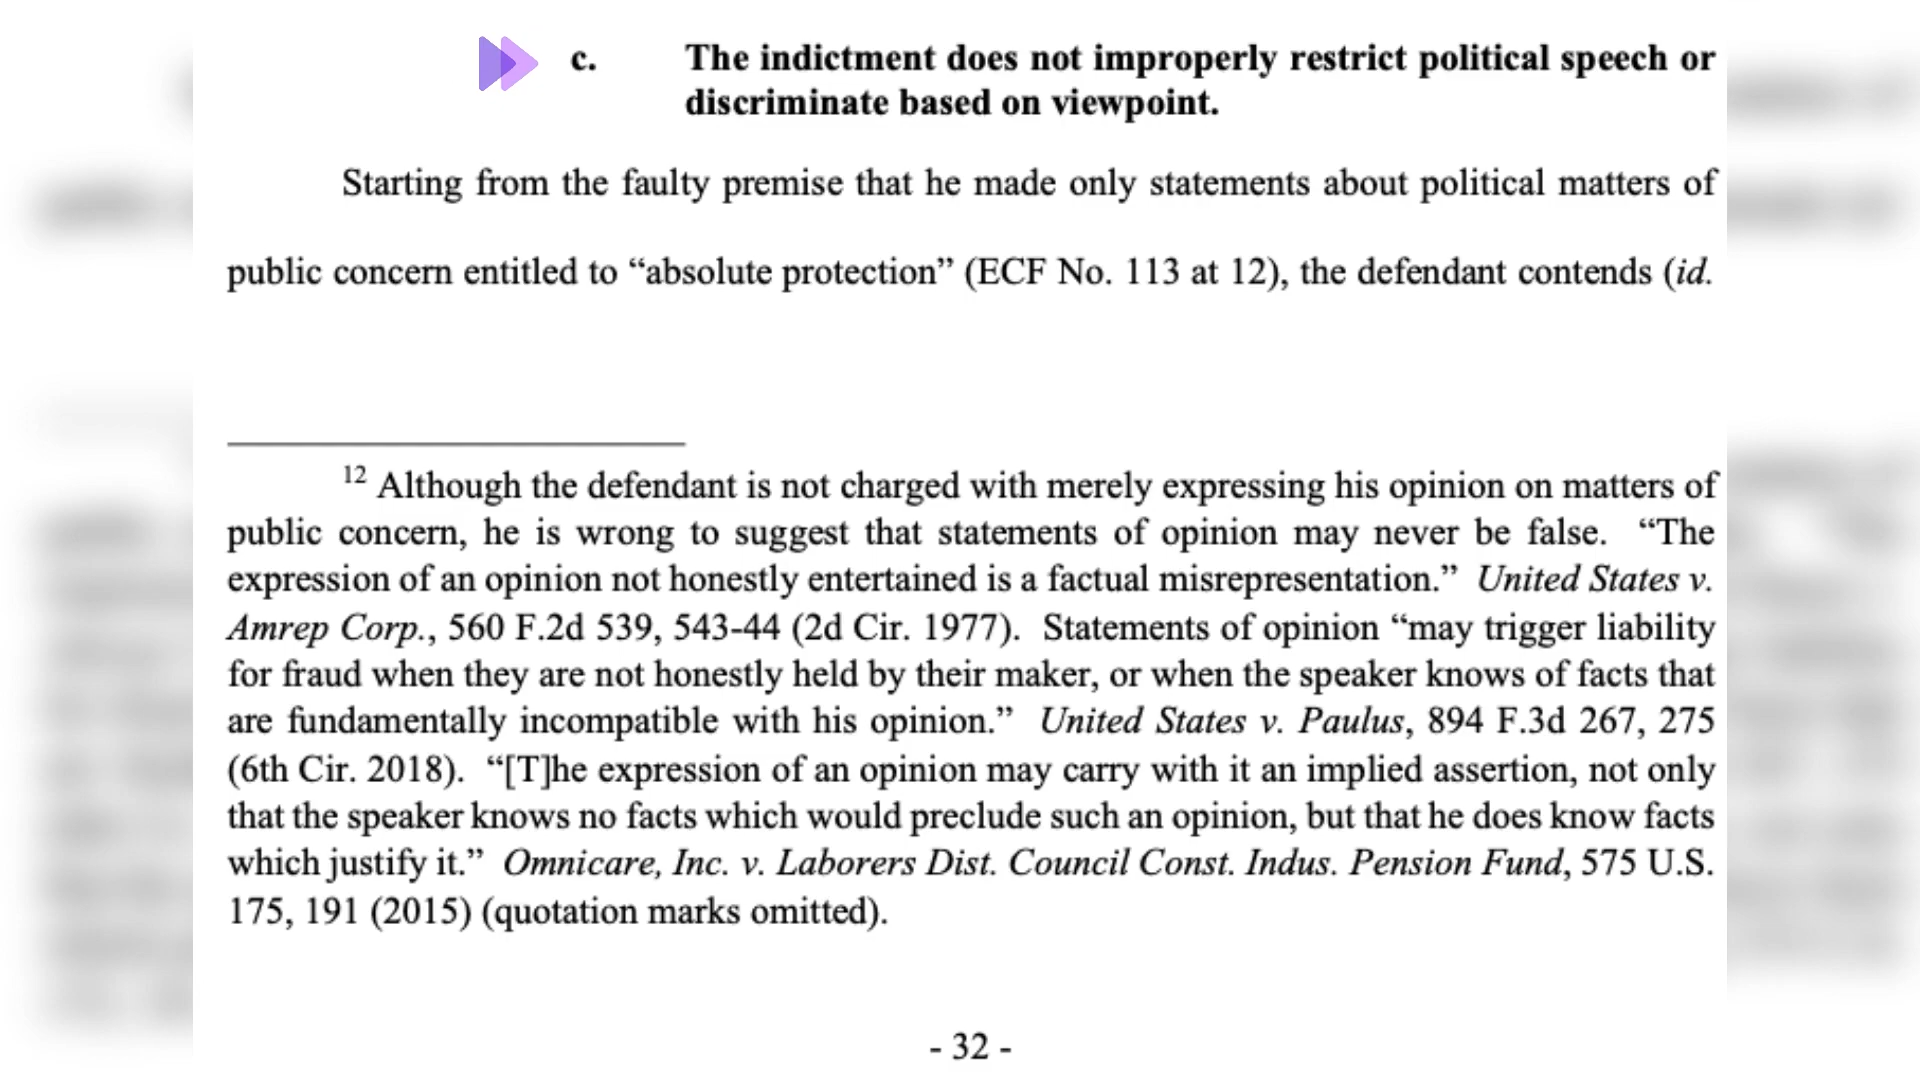 c. The indictment does not improperly restrict political speech or
discriminate based on viewpoint.
Starting from the faulty premise that he made only statements about political matters of
public concern entitled to “absolute protection” (ECF No. 113 at 12), the defendant contends (id.
12 Although the defendant is not charged with merely expressing his opinion on matters of
public concern, he is wrong to suggest that statements of opinion may never be false. “The
expression of an opinion not honestly entertained is a factual misrepresentation.” United States v.
Amrep Corp., 560 F.2d 539, 543-44 (2d Cir. 1977). Statements of opinion “may trigger liability
for fraud when they are not honestly held by their maker, or when the speaker knows of facts that
are fundamentally incompatible with his opinion.” United States v. Paulus, 894 F.3d 267, 275
(6th Cir. 2018). “[T]he expression of an opinion may carry with it an implied assertion, not only
that the speaker knows no facts which would preclude such an opinion, but that he does know facts
which justify it.” Omnicare, Inc. v. Laborers Dist. Council Const. Indus. Pension Fund, 575 U.S.
175, 191 (2015) (quotation marks omitted).
- 32 -